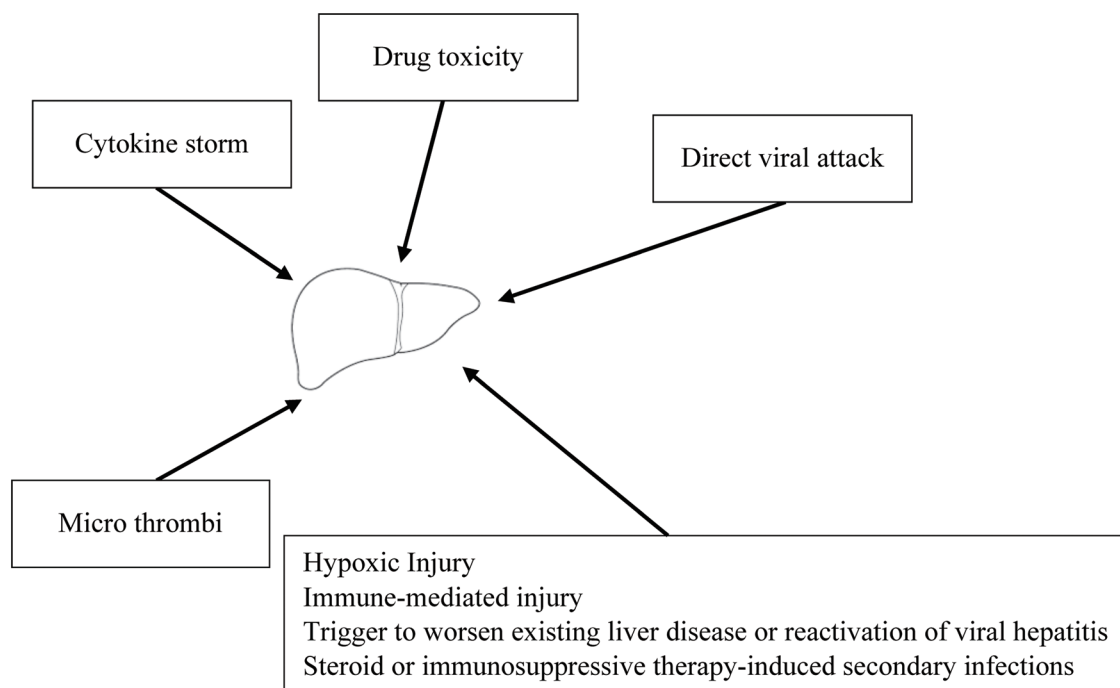 Drug toxicity
Cytokine storm
Direct viral attack
Micro thrombi
Hypoxic Injury
Immune-mediated injury
Trigger to worsen existing liver disease or reactivation of viral hepatitis
Steroid or immunosuppressive therapy-induced secondary infections